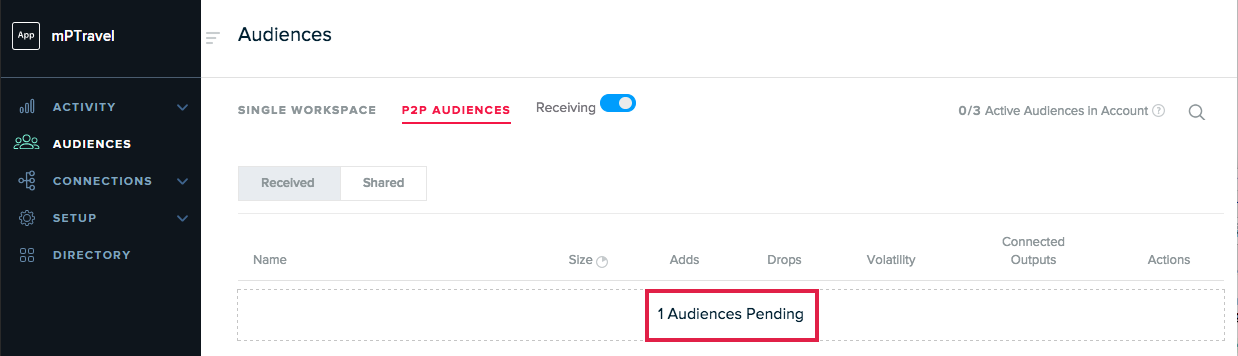 App mPTravel
ACTIVITY
AUDIENCES
CONNECTIONS
SETUP
DIRECTORY
Audiences
SINGLE WORKSPACE P2P AUDIENCES Receiving 0/3 Active Audiences in Account ?
Received Shared
Name Size Adds Drops Volatility Connected Outputs Actions
1 Audiences Pending